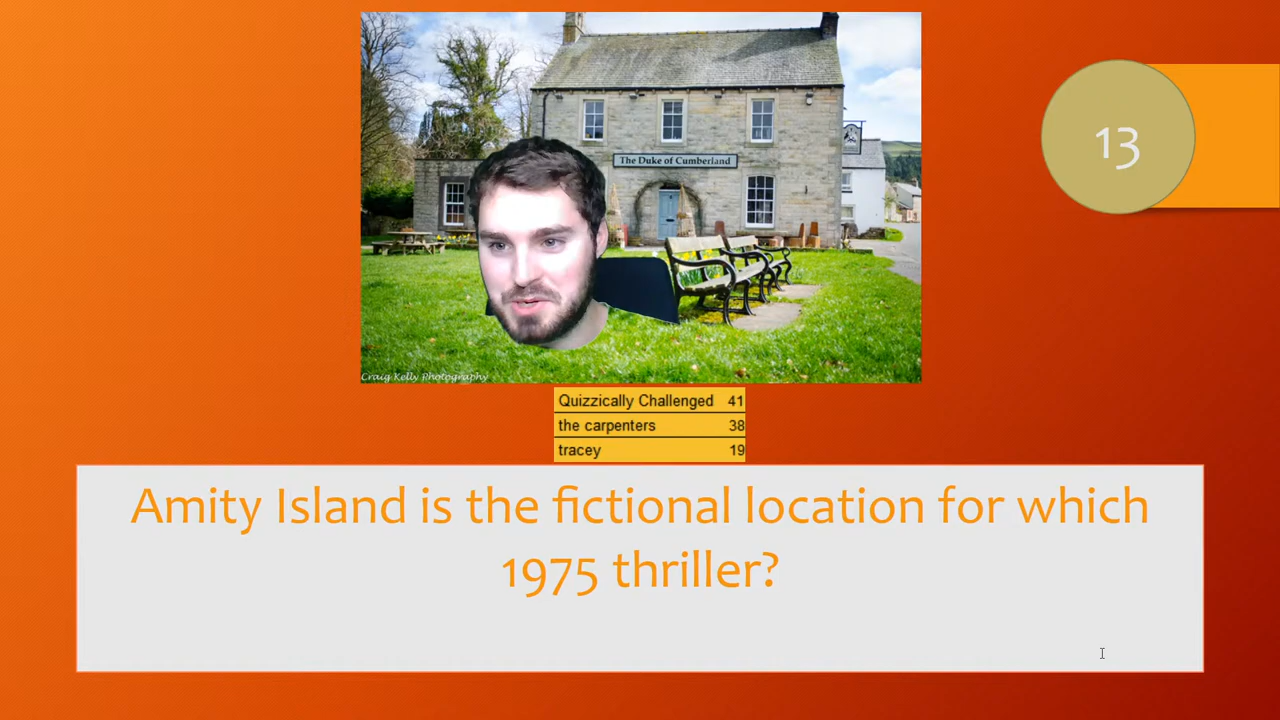 The Duke of Cumberland
13
Craig Kelly Photography
Quizzically Challenged 41
the carpenters 38
tracey 19
Amity Island is the fictional location for which
1975 thriller?